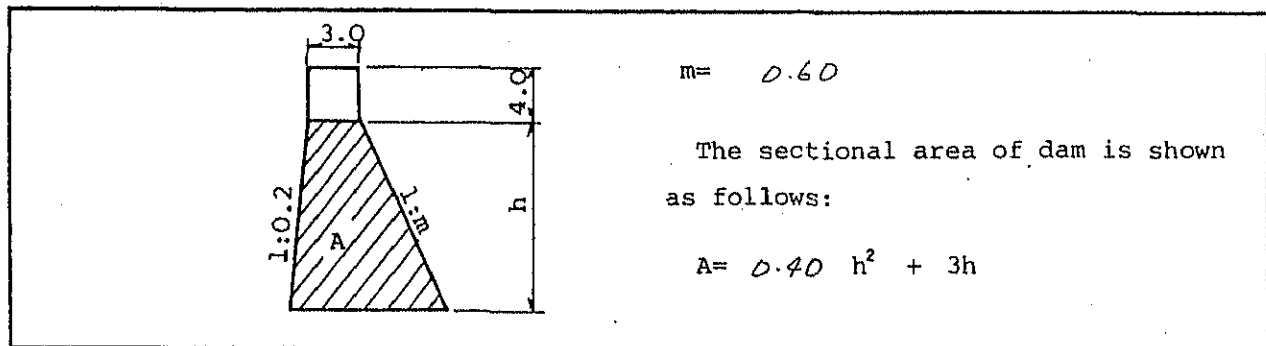 3.0
4.0
h
1:0.2
A
1:m
m= 0.60
The sectional area of dam is shown
as follows:
A= 0.40 h² + 3h